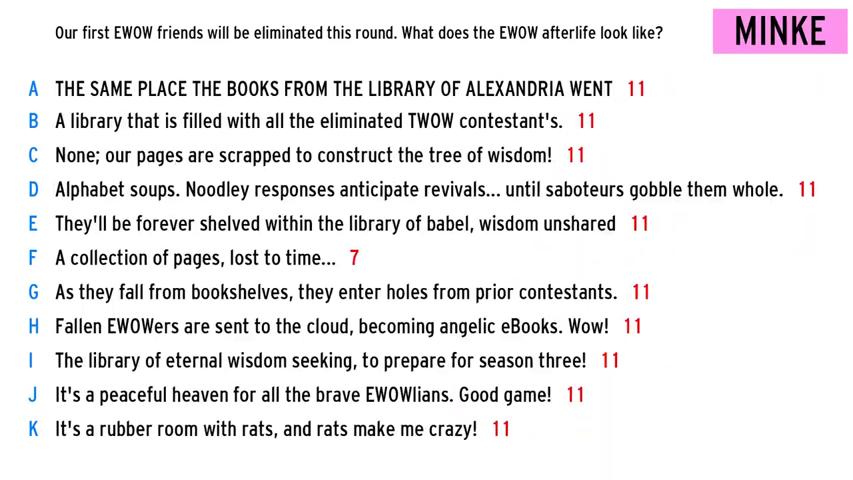 Our first EWOW friends will be eliminated this round. What does the EWOW afterlife look like?
MINKE
A THE SAME PLACE THE BOOKS FROM THE LIBRARY OF ALEXANDRIA WENT 11
B A library that is filled with all the eliminated TWOW contestant's. 11
C None; our pages are scrapped to construct the tree of wisdom! 11
D Alphabet soups. Noodley responses anticipate revivals... until saboteurs gobble them whole. 11
E They'll be forever shelved within the library of babel, wisdom unshared 11
F A collection of pages, lost to time... 7
G As they fall from bookshelves, they enter holes from prior contestants. 11
H Fallen EWOWers are sent to the cloud, becoming angelic eBooks. Wow! 11
I The library of eternal wisdom seeking, to prepare for season three! 11
J It's a peaceful heaven for all the brave EWOWlians. Good game! 11
K It's a rubber room with rats, and rats make me crazy! 11